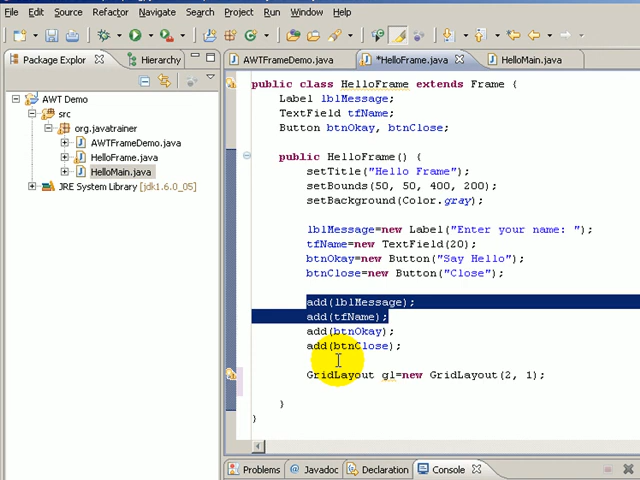 File Edit Source Refactor Navigate Search Project Run Window Help
Package Explor Hierarchy
AWTFrameDemo.java *HelloFrame.java HelloMain.java
AWT Demo
src
org.javatrainer
AWTFrameDemo.java
HelloFrame.java
HelloMain.java
JRE System Library [jdk1.6.0_05]
public class HelloFrame extends Frame {
Label lblMessage;
TextField tfName;
Button btnOkay, btnClose;
public HelloFrame() {
setTitle("Hello Frame");
setBounds(50, 50, 400, 200);
setBackground(Color.gray);
lblMessage=new Label("Enter your name: ");
tfName=new TextField(20);
btnOkay=new Button("Say Hello");
btnClose=new Button("Close");
add(lblMessage);
add(tfName);
add(btnOkay);
add(btnClose);
GridLayout gl=new GridLayout(2, 1);
}
}
Problems Javadoc Declaration Console